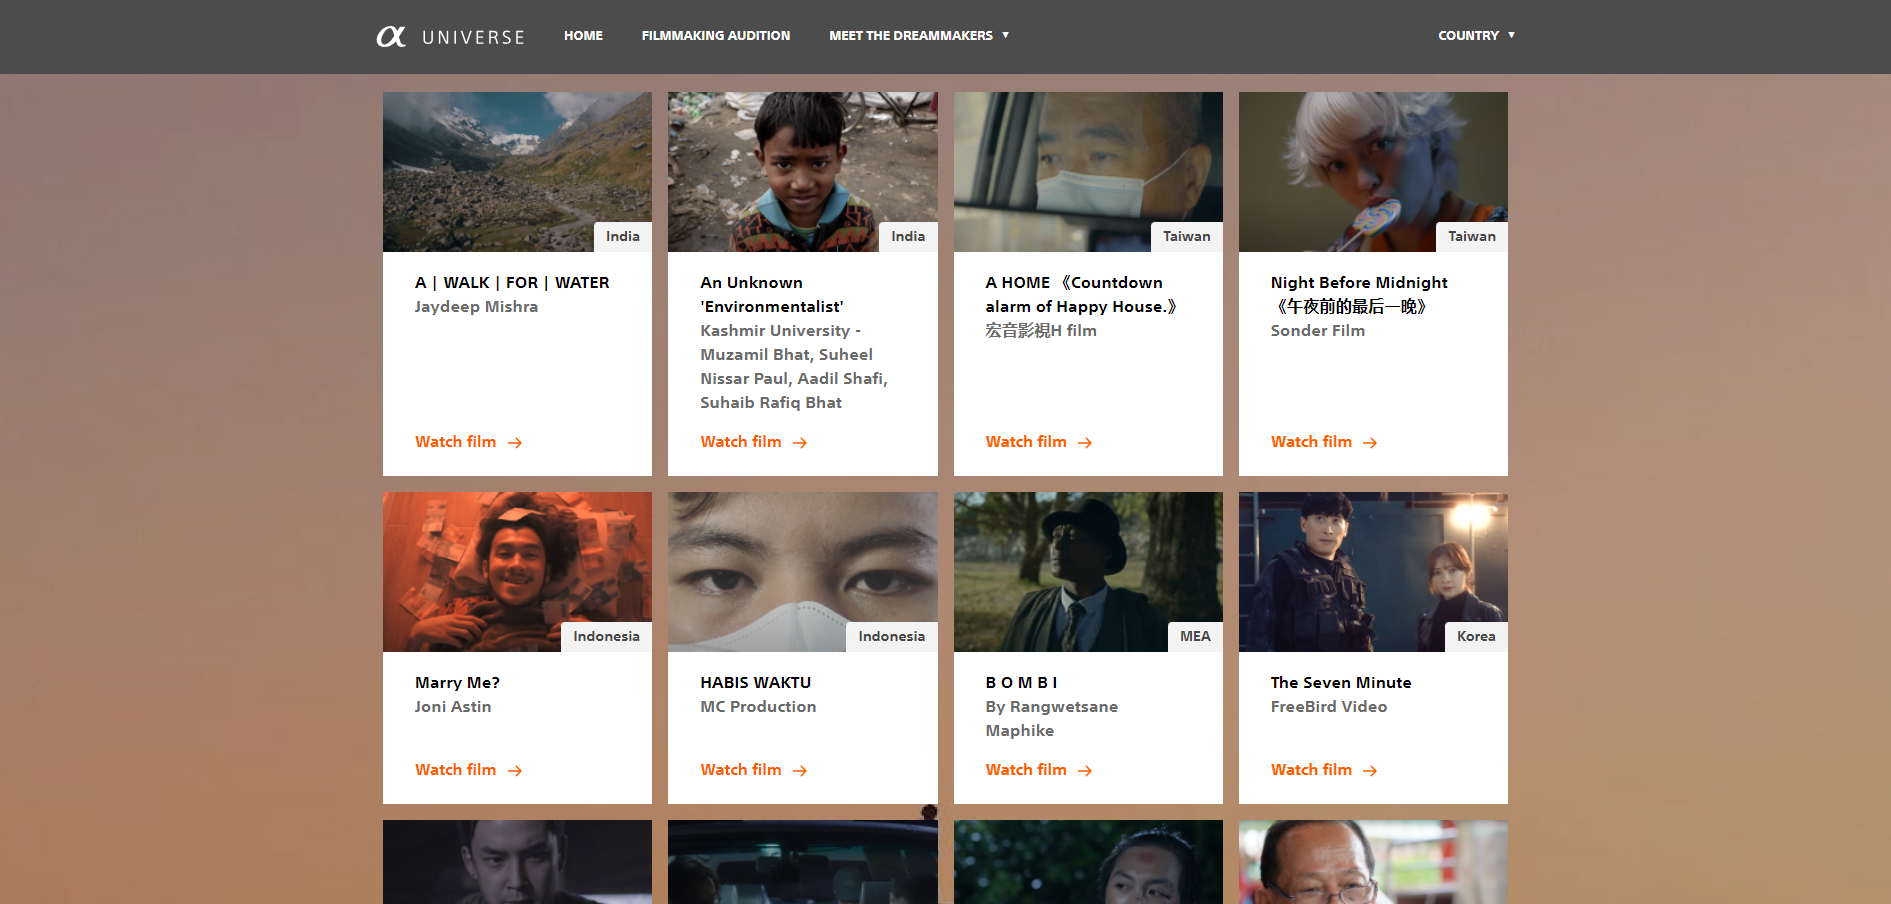 α UNIVERSE
HOME
FILMMAKING AUDITION
MEET THE DREAMMAKERS ▼
COUNTRY ▼
India
A | WALK | FOR | WATER
Jaydeep Mishra
Watch film →
India
An Unknown
'Environmentalist'
Kashmir University -
Muzamil Bhat, Suheel
Nissar Paul, Aadil Shafi,
Suhaib Rafiq Bhat
Watch film →
Taiwan
A HOME 《Countdown
alarm of Happy House.》
宏音影視H film
Watch film →
Taiwan
Night Before Midnight
《午夜前的最后一晚》
Sonder Film
Watch film →
Indonesia
Marry Me?
Joni Astin
Watch film →
Indonesia
HABIS WAKTU
MC Production
Watch film →
MEA
B O M B I
By Rangwetsane
Maphike
Watch film →
Korea
The Seven Minute
FreeBird Video
Watch film →